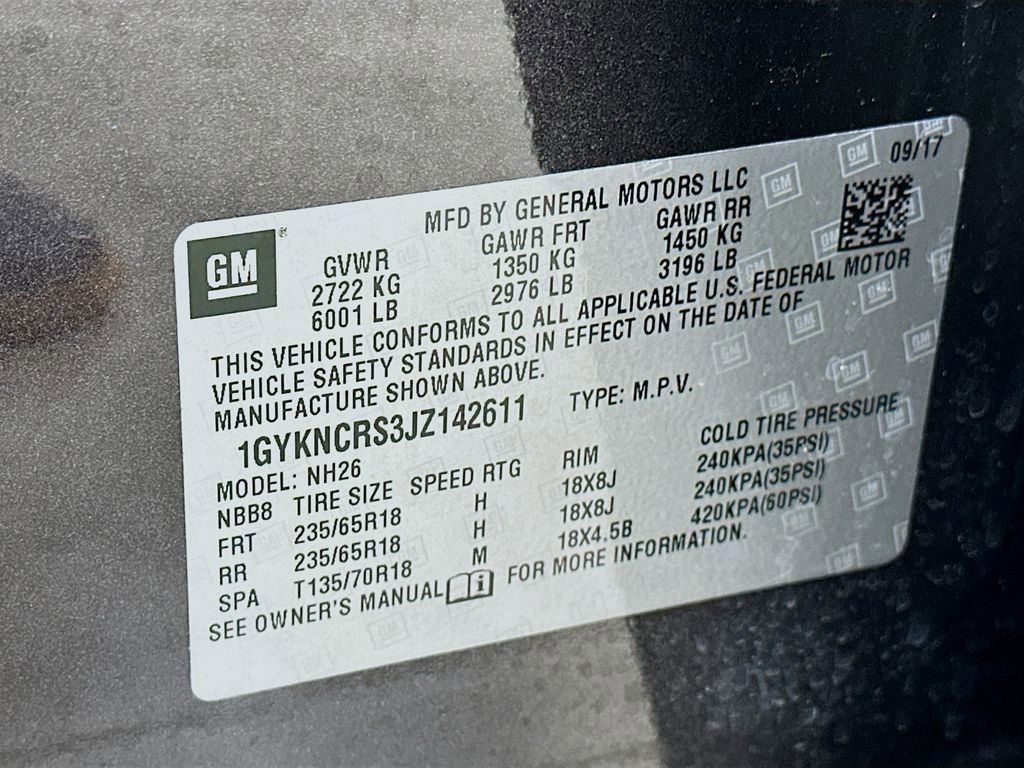 09/17
MFD BY GENERAL MOTORS LLC
GM ®
GVWR GAWR FRT GAWR RR
2722 KG 1350 KG 1450 KG
6001 LB 2976 LB 3196 LB
THIS VEHICLE CONFORMS TO ALL APPLICABLE U.S. FEDERAL MOTOR
VEHICLE SAFETY STANDARDS IN EFFECT ON THE DATE OF
MANUFACTURE SHOWN ABOVE.
1GYKNCRS3JZ142611 TYPE: M.P.V.
MODEL: NH26
NBB8 TIRE SIZE SPEED RTG RIM COLD TIRE PRESSURE
FRT 235/65R18 H 18X8J 240KPA(35PSI)
RR 235/65R18 H 18X8J 240KPA(35PSI)
SPA T135/70R18 M 18X4.5B 420KPA(60PSI)
SEE OWNER'S MANUAL i FOR MORE INFORMATION.